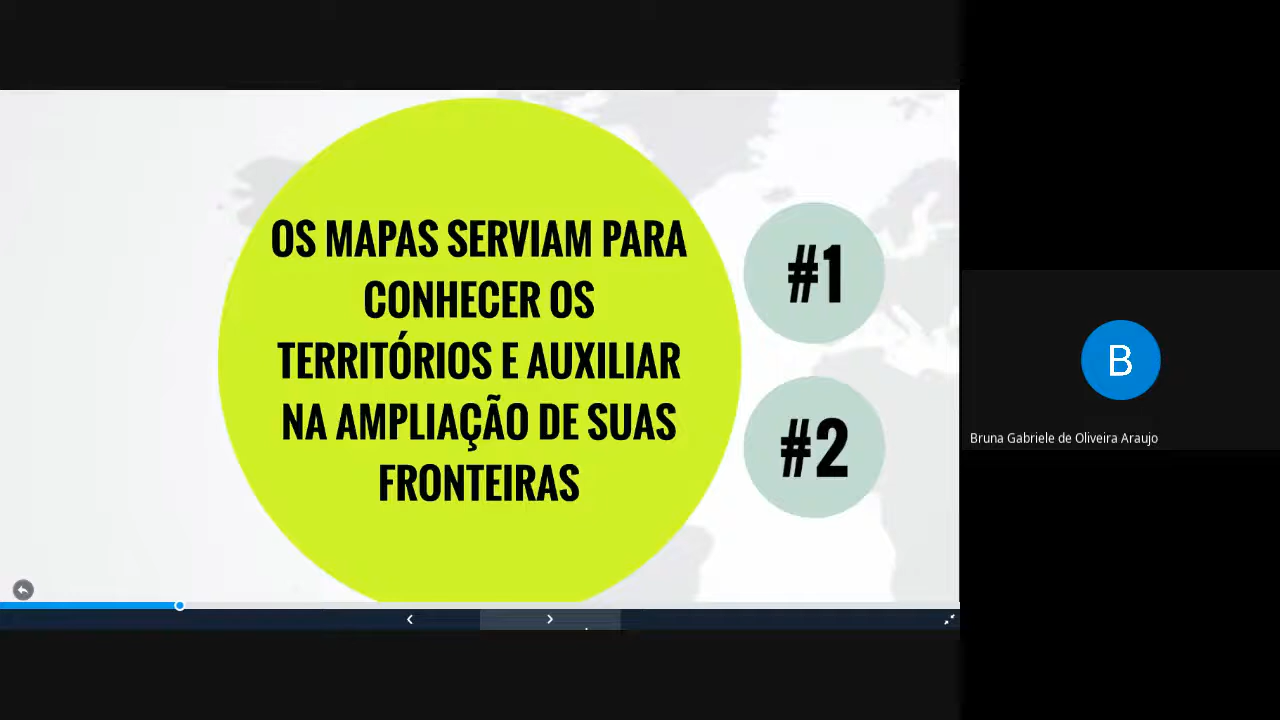 OS MAPAS SERVIAM PARA
CONHECER OS
TERRITÓRIOS E AUXILIAR
NA AMPLIAÇÃO DE SUAS
FRONTEIRAS
#1
#2
B
Bruna Gabriele de Oliveira Araujo